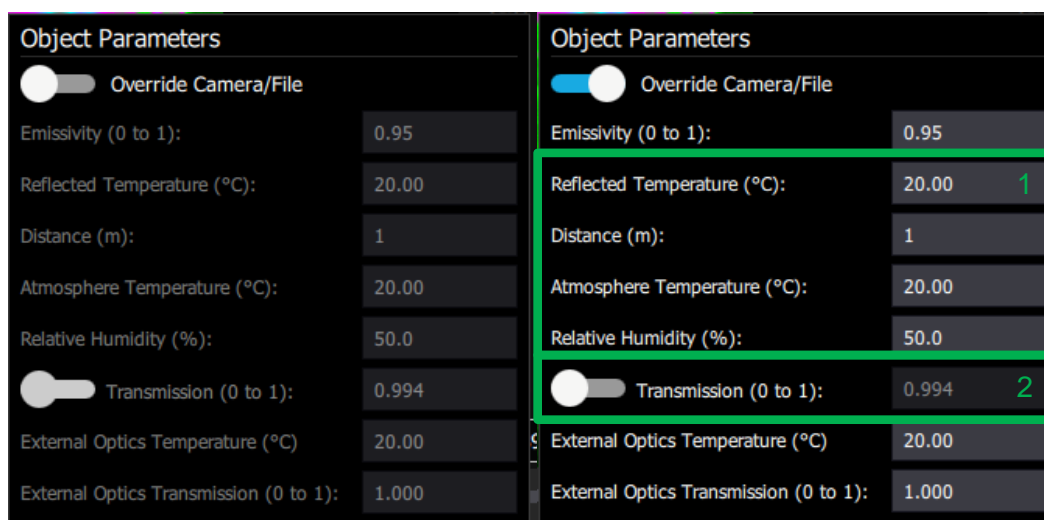 Object Parameters
Override Camera/File
Emissivity (0 to 1): 0.95
Reflected Temperature (°C): 20.00
Distance (m): 1
Atmosphere Temperature (°C): 20.00
Relative Humidity (%): 50.0
Transmission (0 to 1): 0.994
External Optics Temperature (°C) 20.00
External Optics Transmission (0 to 1): 1.000
Object Parameters
Override Camera/File
Emissivity (0 to 1): 0.95
Reflected Temperature (°C): 20.00 1
Distance (m): 1
Atmosphere Temperature (°C): 20.00
Relative Humidity (%): 50.0
Transmission (0 to 1): 0.994 2
External Optics Temperature (°C) 20.00
External Optics Transmission (0 to 1): 1.000